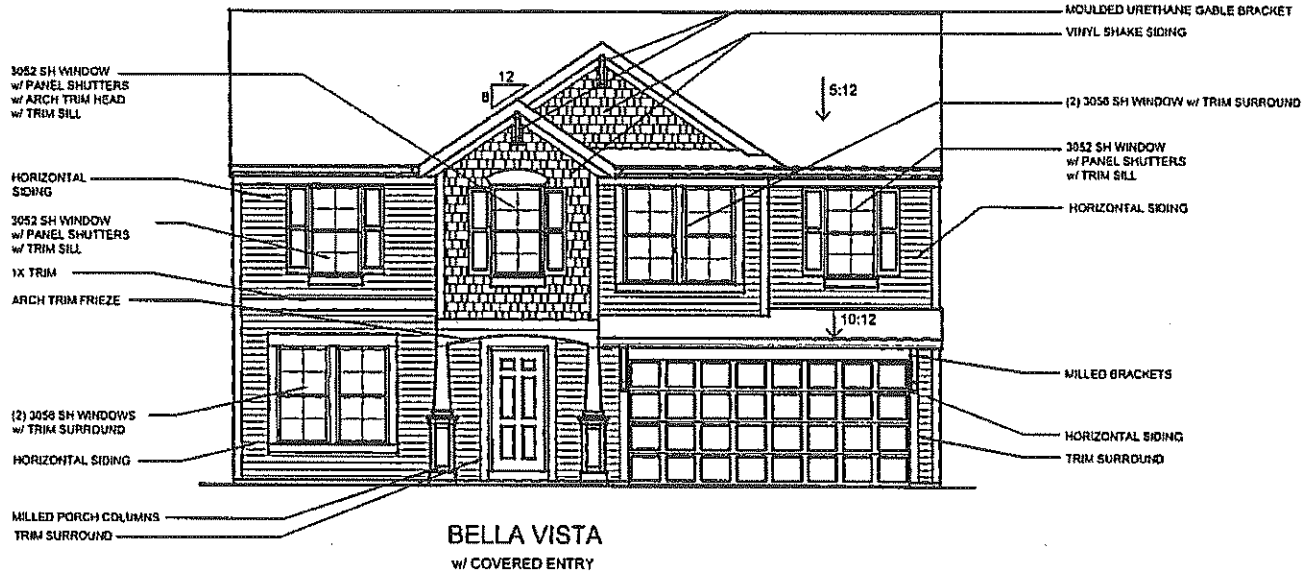 MOULDED URETHANE GABLE BRACKET
VINYL SHAKE SIDING
3052 SH WINDOW
w/ PANEL SHUTTERS
w/ ARCH TRIM HEAD
w/ TRIM SILL
12
8
5:12
(2) 3056 SH WINDOW w/ TRIM SURROUND
3052 SH WINDOW
w/ PANEL SHUTTERS
w/ TRIM SILL
HORIZONTAL
SIDING
HORIZONTAL SIDING
3052 SH WINDOW
w/ PANEL SHUTTERS
w/ TRIM SILL
1X TRIM
ARCH TRIM FRIEZE
10:12
MILLED BRACKETS
(2) 3056 SH WINDOWS
w/ TRIM SURROUND
HORIZONTAL SIDING
HORIZONTAL SIDING
TRIM SURROUND
MILLED PORCH COLUMNS
TRIM SURROUND
BELLA VISTA
w/ COVERED ENTRY